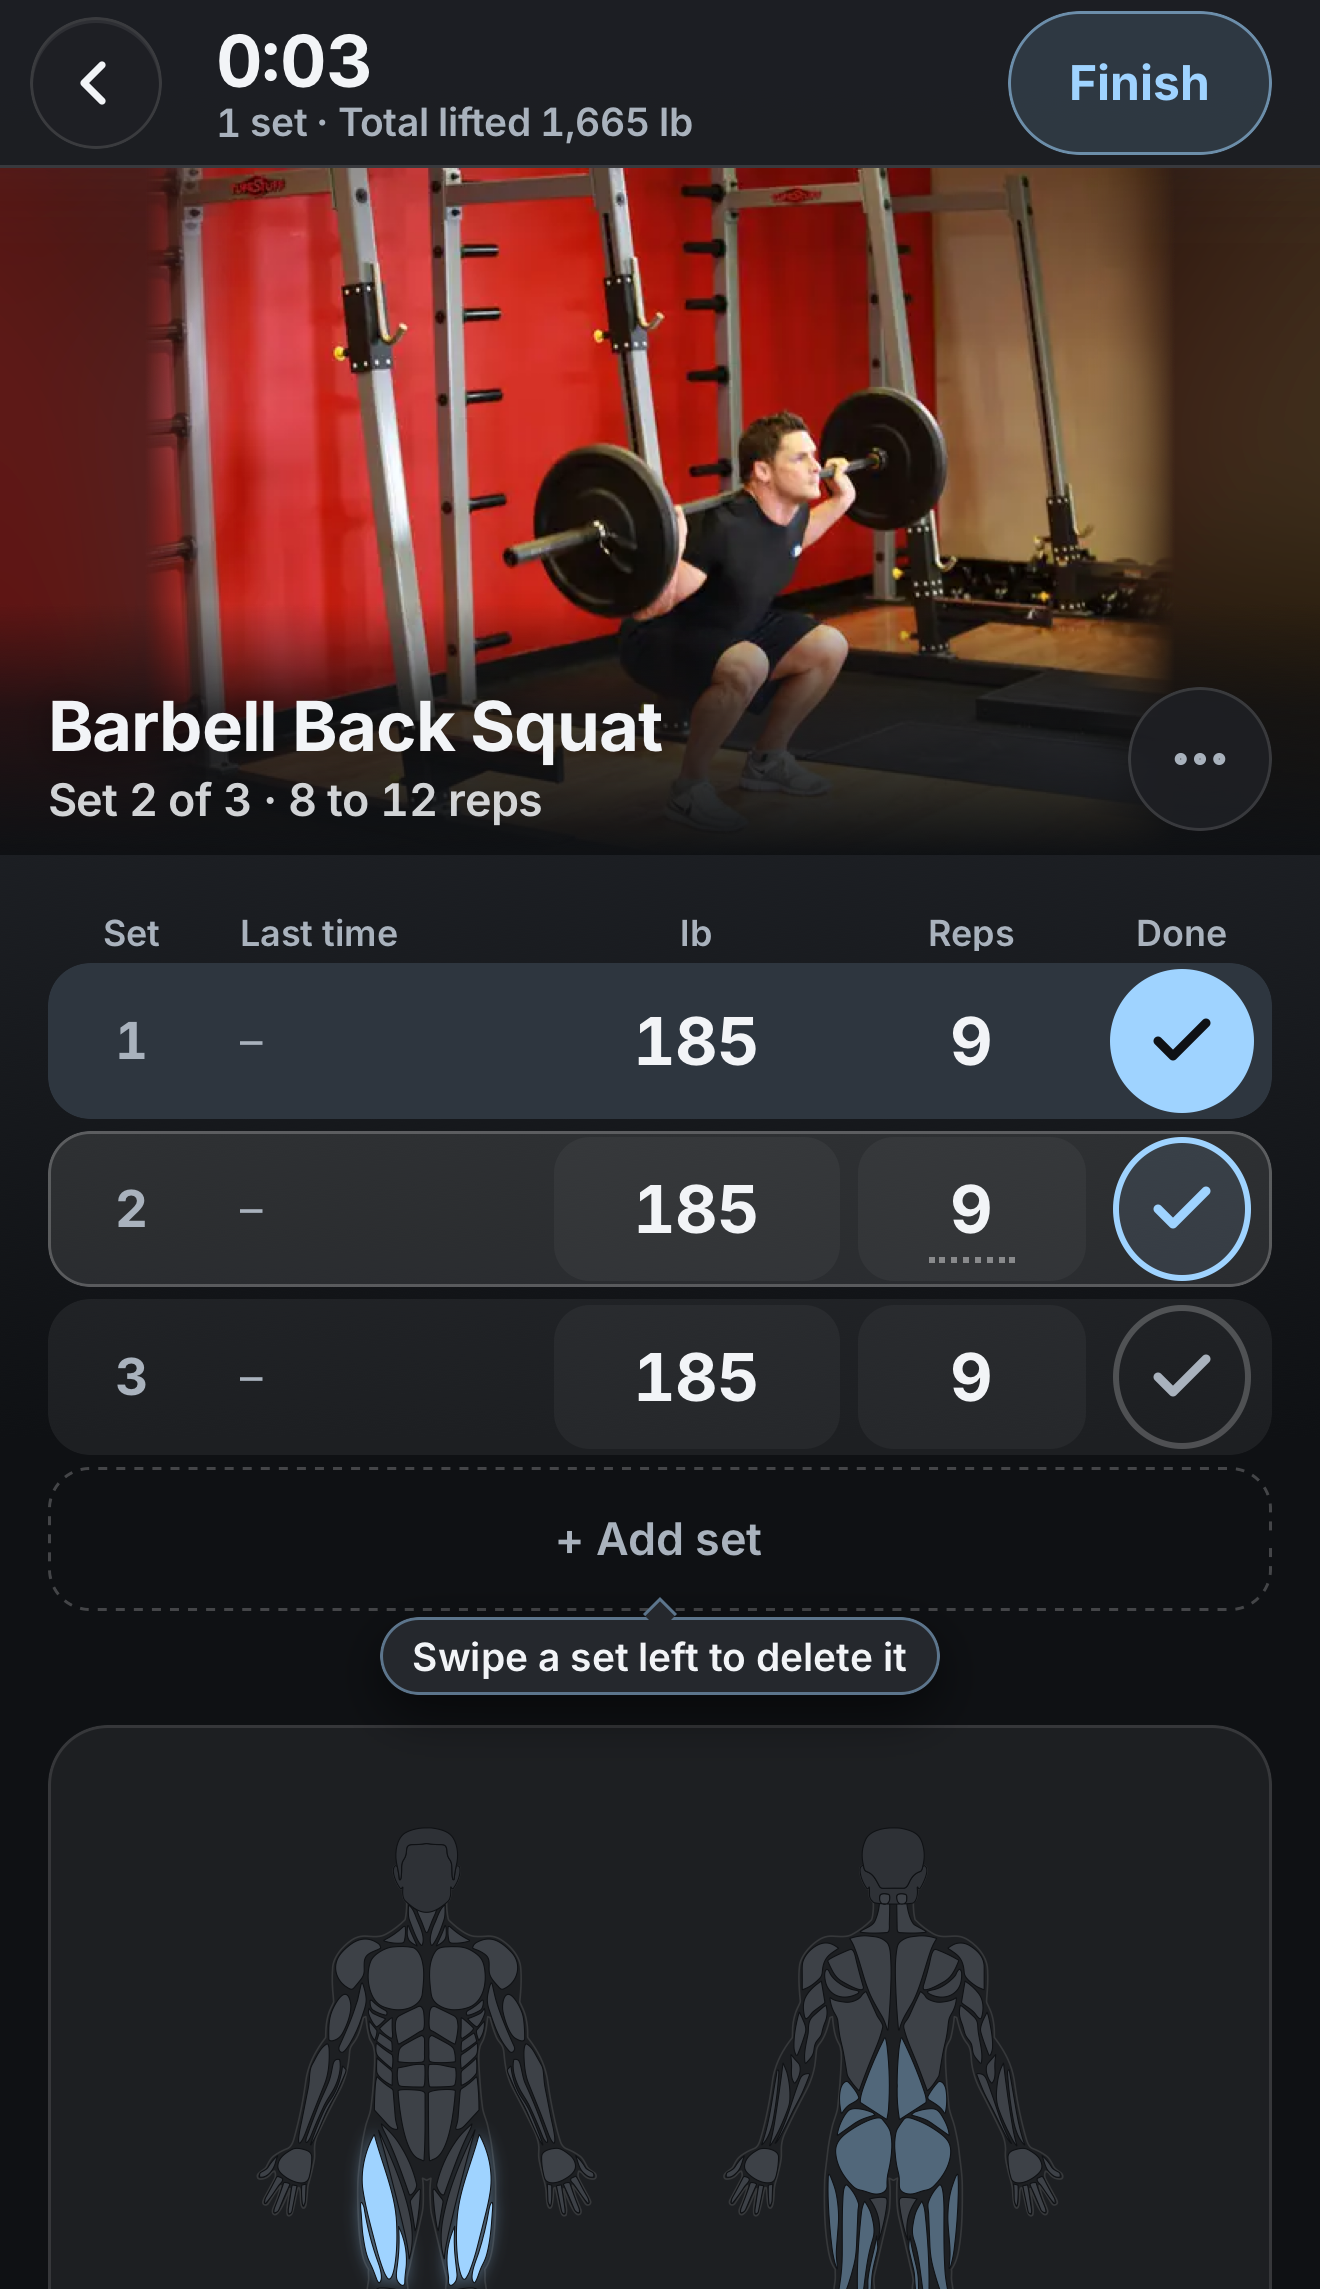 0:03
1 set · Total lifted 1,665 lb
Finish
Barbell Back Squat
Set 2 of 3 · 8 to 12 reps
Set Last time lb Reps Done
1 – 185 9
2 – 185 9
3 – 185 9
+ Add set
Swipe a set left to delete it